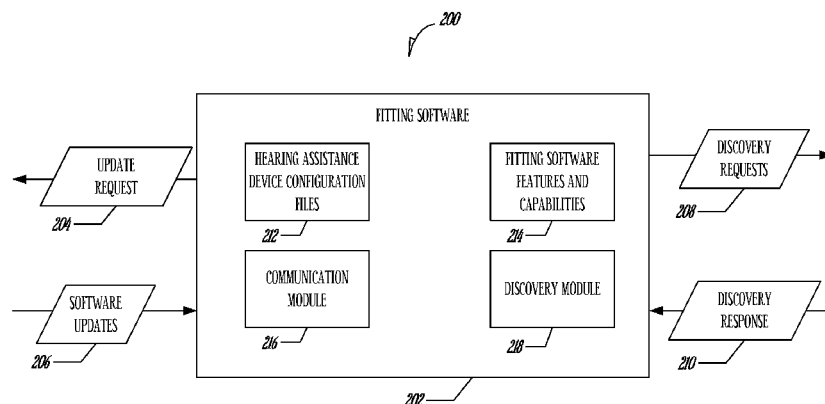 200
FITTING SOFTWARE
UPDATE
REQUEST
204
HEARING ASSISTANCE
DEVICE CONFIGURATION
FILES
212
FITTING SOFTWARE
FEATURES AND
CAPABILITIES
214
DISCOVERY
REQUESTS
208
SOFTWARE
UPDATES
206
COMMUNICATION
MODULE
216
DISCOVERY MODULE
218
DISCOVERY
RESPONSE
210
202